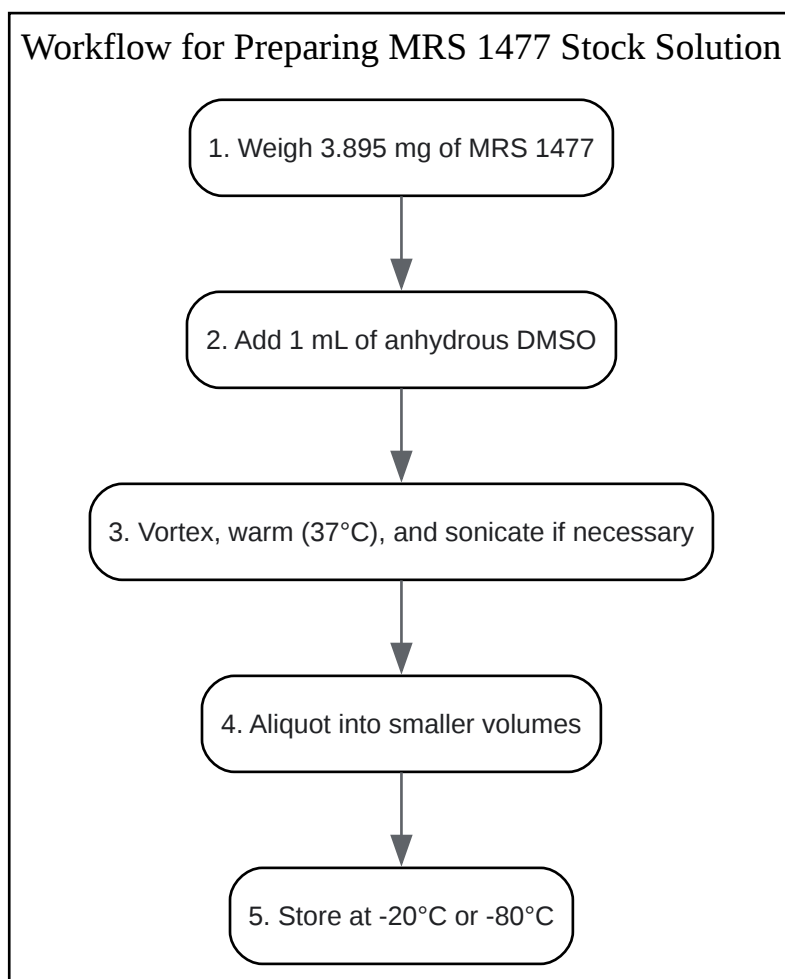 Workflow for Preparing MRS 1477 Stock Solution
1. Weigh 3.895 mg of MRS 1477
2. Add 1 mL of anhydrous DMSO
3. Vortex, warm (37°C), and sonicate if necessary
4. Aliquot into smaller volumes
5. Store at -20°C or -80°C